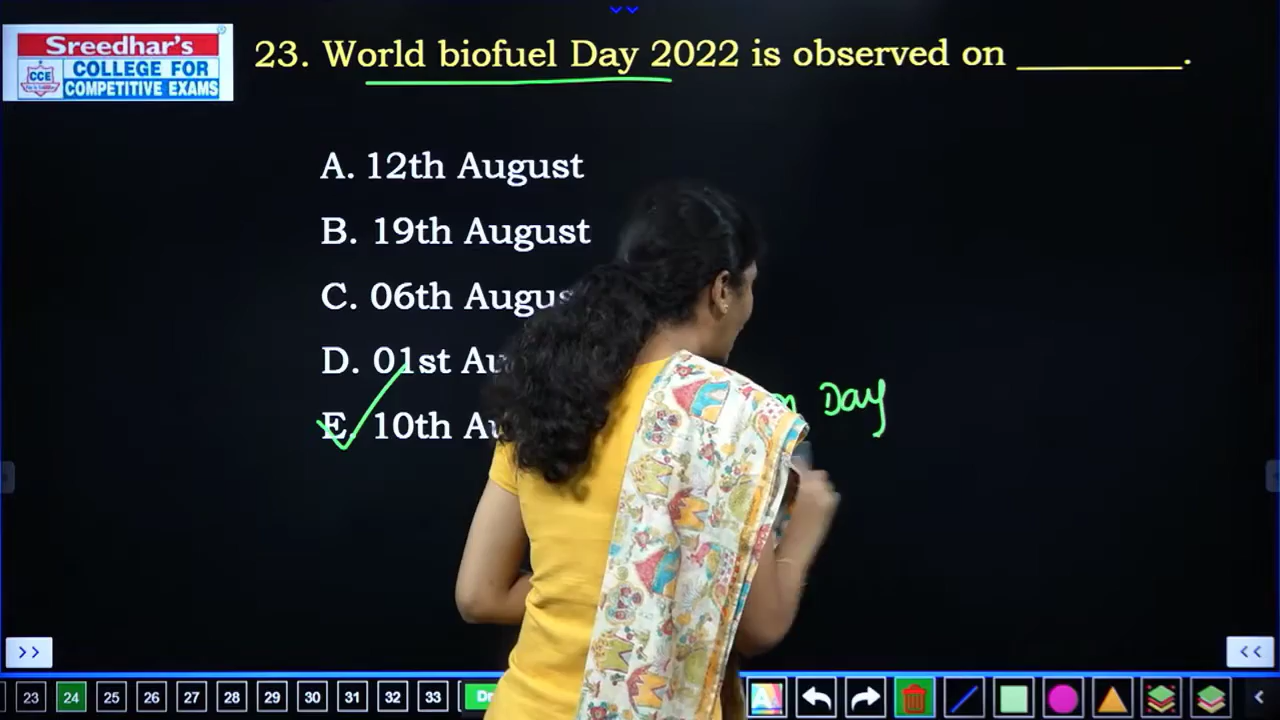 Sreedhar's
CCE
COLLEGE FOR
COMPETITIVE EXAMS
23. World biofuel Day 2022 is observed on ________.
A. 12th August
B. 19th August
C. 06th Augus
D. 01st Au
E. 10th Au
Day
>>
<<
23 24 25 26 27 28 29 30 31 32 33